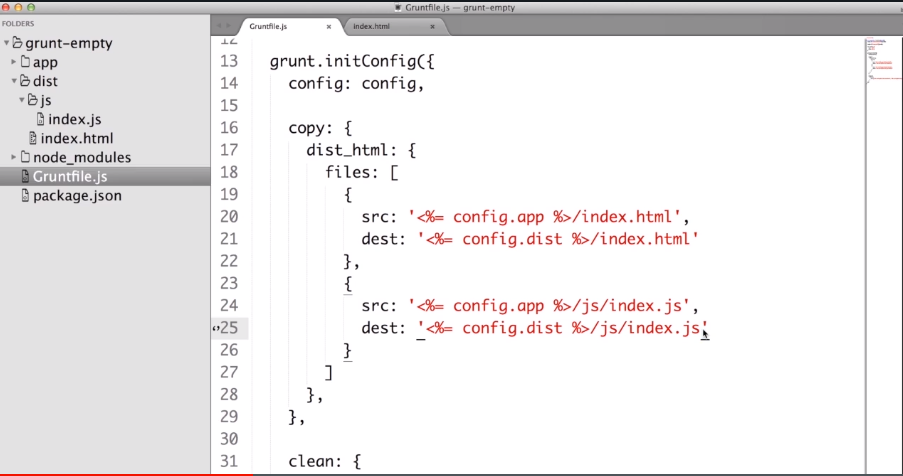 Gruntfile.js — grunt-empty
FOLDERS
grunt-empty
app
dist
js
index.js
index.html
node_modules
Gruntfile.js
package.json
Gruntfile.js × index.html ×
12
13 grunt.initConfig({
14 config: config,
15
16 copy: {
17 dist_html: {
18 files: [
19 {
20 src: '<%= config.app %>/index.html',
21 dest: '<%= config.dist %>/index.html'
22 },
23 {
24 src: '<%= config.app %>/js/index.js',
25 dest: '<%= config.dist %>/js/index.js'
26 }
27 ]
28 },
29 },
30
31 clean: {